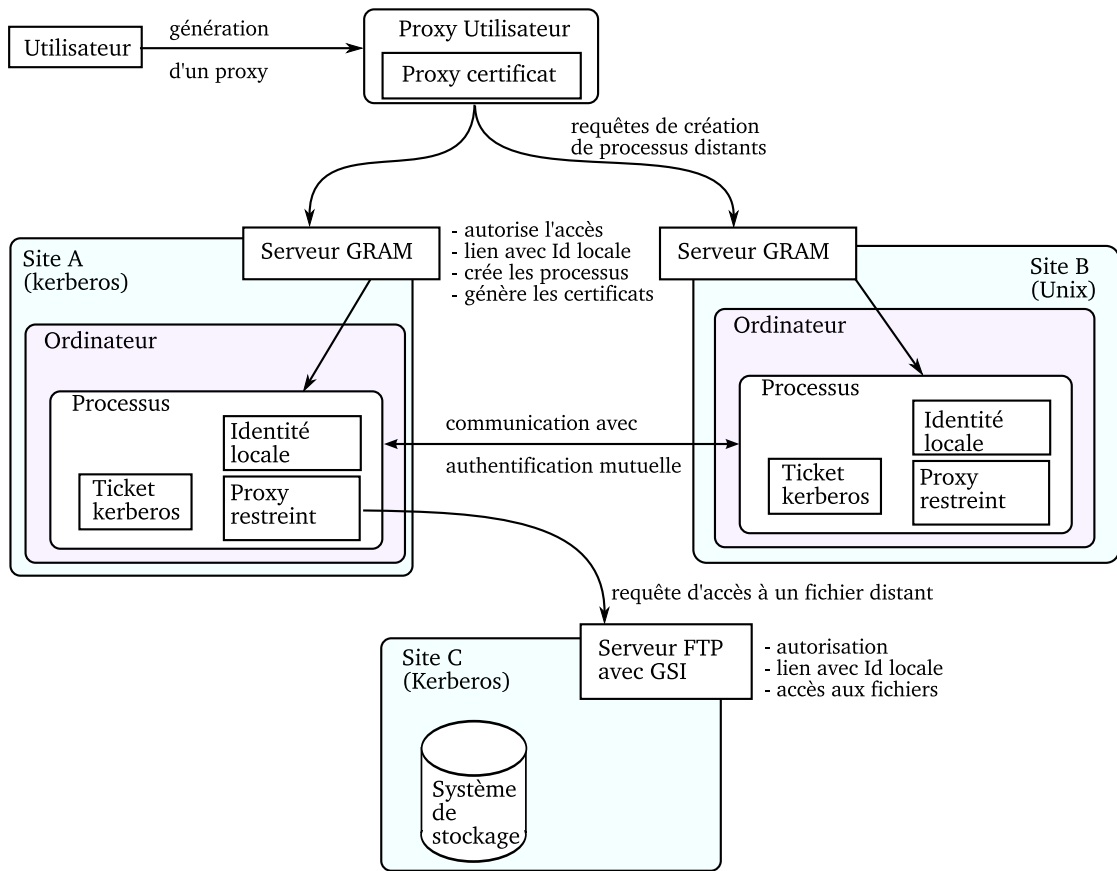 Utilisateur
génération
d'un proxy
Proxy Utilisateur
Proxy certificat
requêtes de création
de processus distants
Site A
(kerberos)
Serveur GRAM
- autorise l'accès
- lien avec Id locale
- crée les processus
- génère les certificats
Serveur GRAM
Site B
(Unix)
Ordinateur
Processus
Identité
locale
Ticket
kerberos
Proxy
restreint
communication avec
authentification mutuelle
Ordinateur
Processus
Identité
locale
Ticket
kerberos
Proxy
restreint
requête d'accès à un fichier distant
Site C
(Kerberos)
Serveur FTP
avec GSI
- autorisation
- lien avec Id locale
- accès aux fichiers
Système
de
stockage